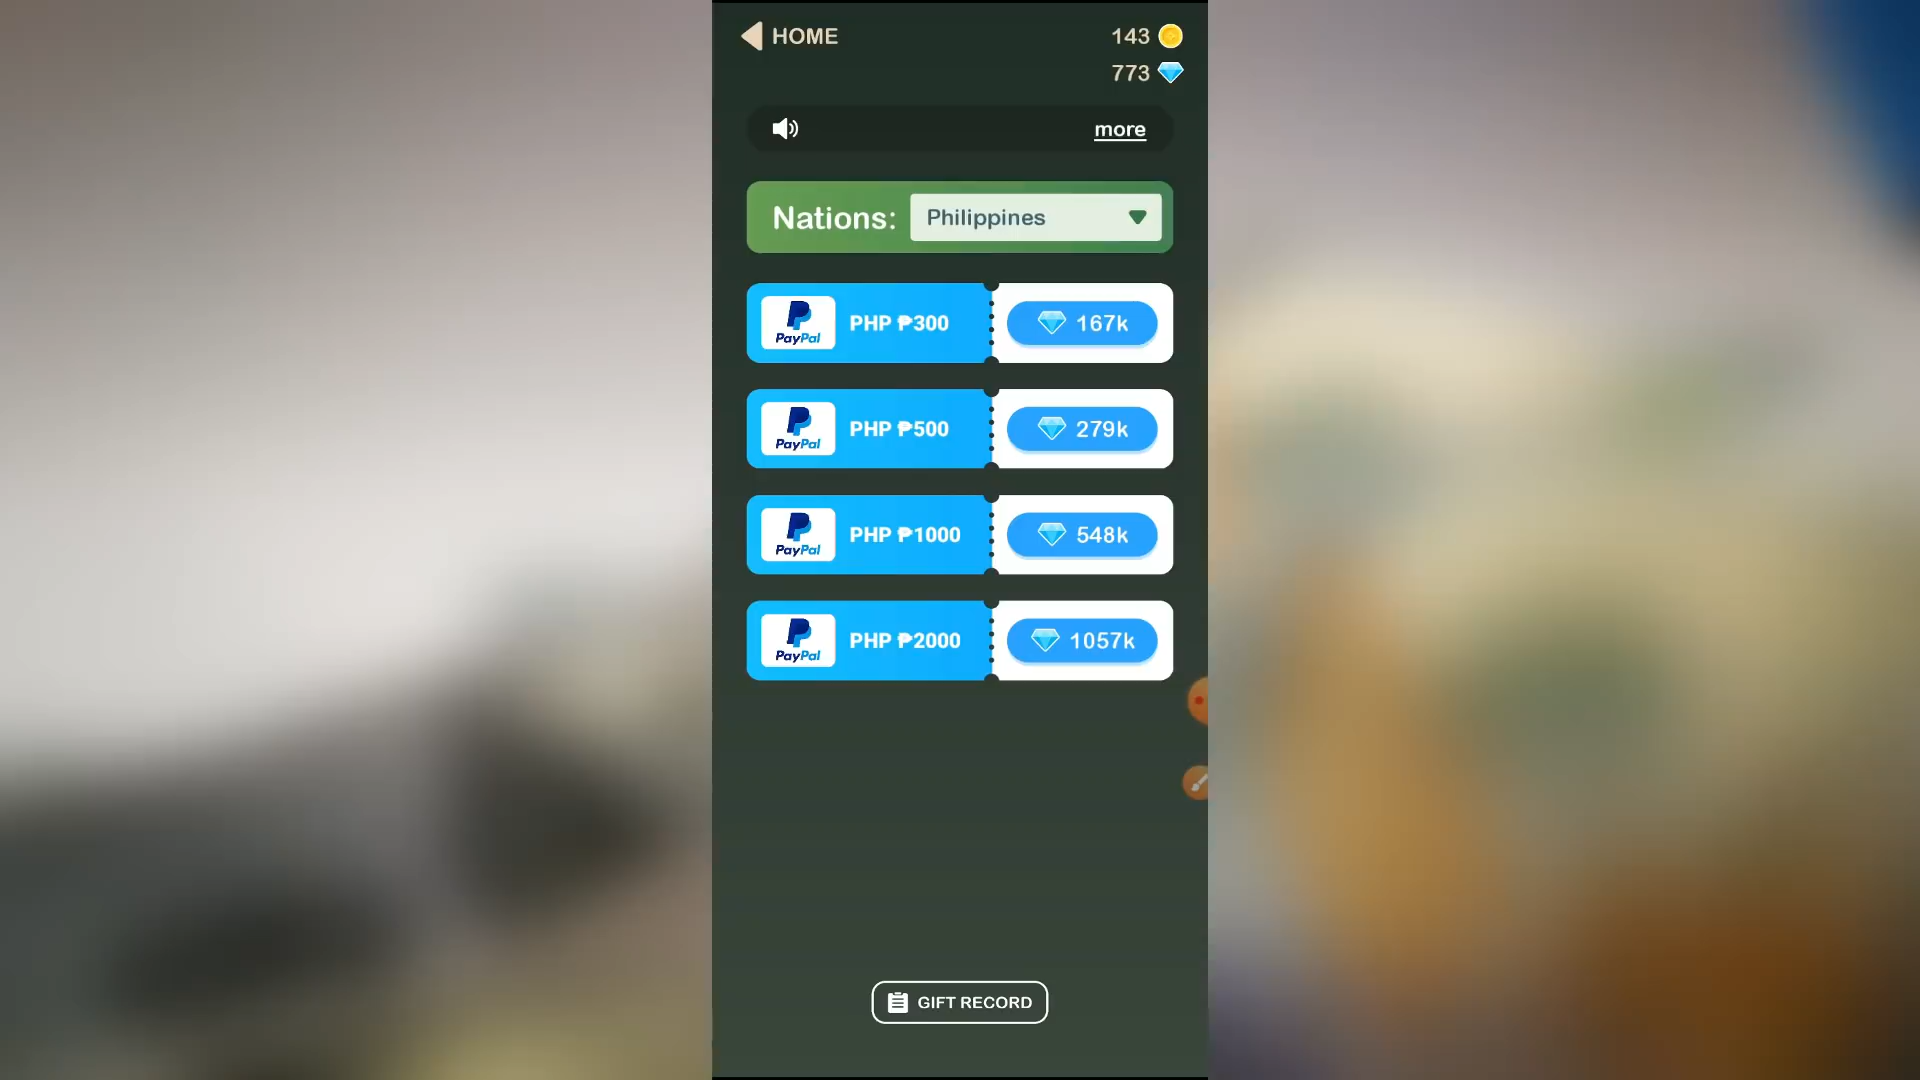 HOME
143
773
more
Nations: Philippines
PayPal PHP ₱300 167k
PayPal PHP ₱500 279k
PayPal PHP ₱1000 548k
PayPal PHP ₱2000 1057k
GIFT RECORD